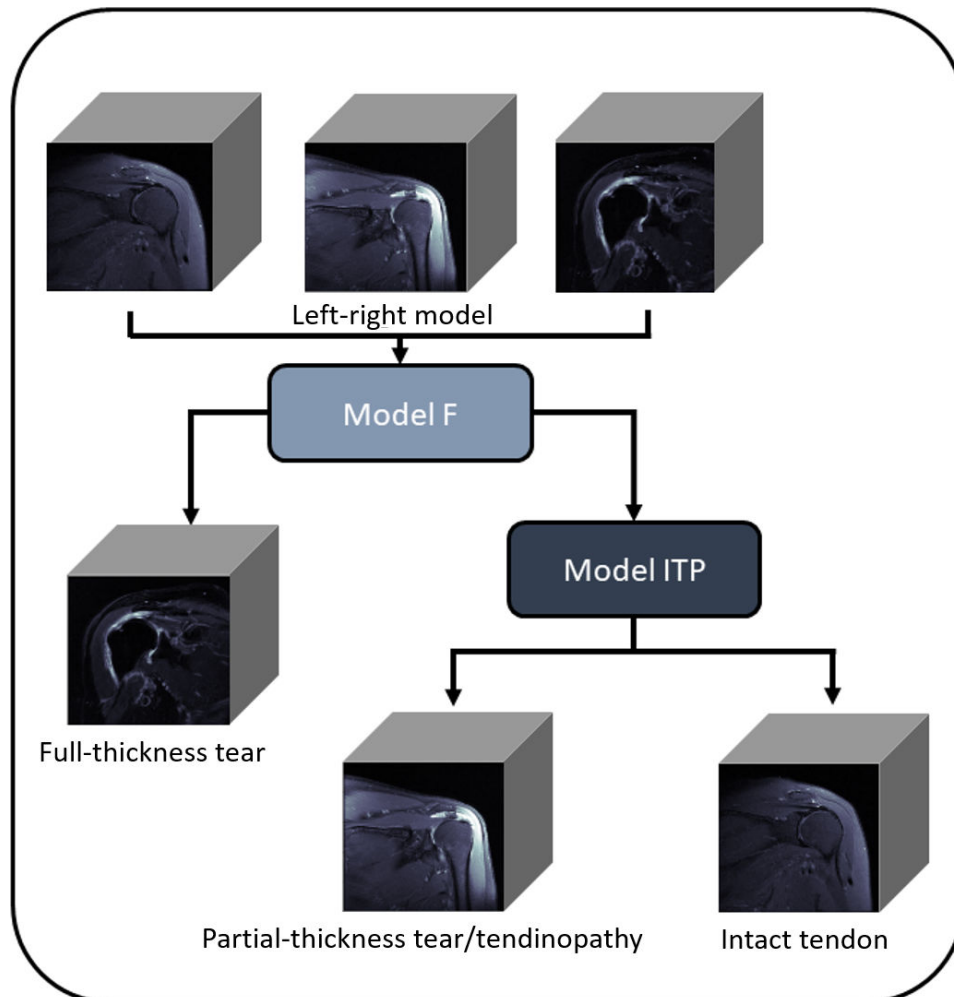 Left-right model
Model F
Model ITP
Full-thickness tear
Partial-thickness tear/tendinopathy
Intact tendon